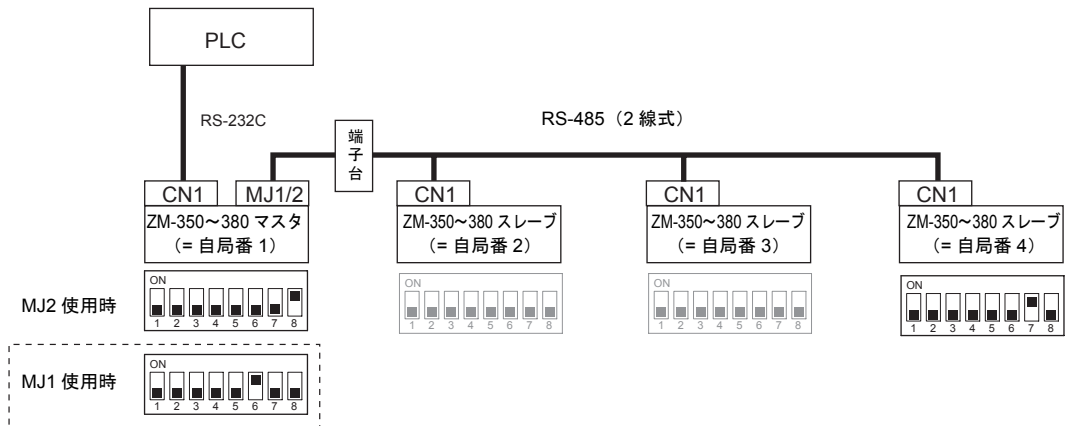 PLC
RS-232C
RS-485（2 線式）
端子台
CN1
MJ1/2
CN1
CN1
CN1
ZM-350～380 マスタ
（= 自局番 1）
ZM-350～380 スレーブ
（= 自局番 2）
ZM-350～380 スレーブ
（= 自局番 3）
ZM-350～380 スレーブ
（= 自局番 4）
MJ2 使用時
ON
1 2 3 4 5 6 7 8
ON
1 2 3 4 5 6 7 8
ON
1 2 3 4 5 6 7 8
ON
1 2 3 4 5 6 7 8
MJ1 使用時
ON
1 2 3 4 5 6 7 8